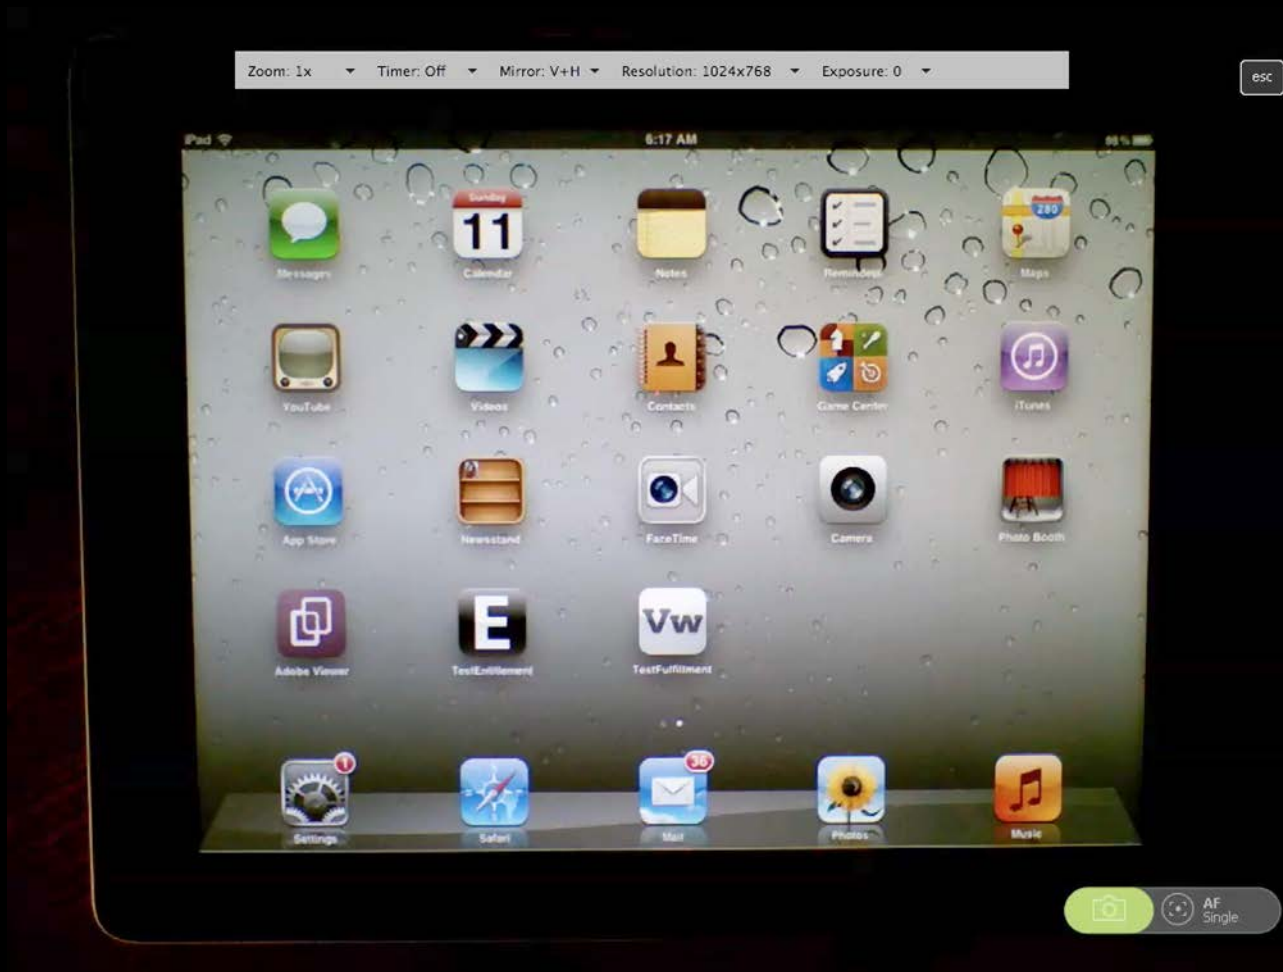 Zoom: 1x Timer: Off Mirror: V+H Resolution: 1024x768 Exposure: 0
esc
iPad 6:17 AM
Sunday
11
280
Messages Calendar Notes Reminders Maps
YouTube Videos Contacts Game Center iTunes
App Store Newsstand FaceTime Camera Photo Booth
E
Vw
Adobe Viewer TestEntitlement TestFulfillment
1
36
Settings Safari Mail Photos Music
AF
Single